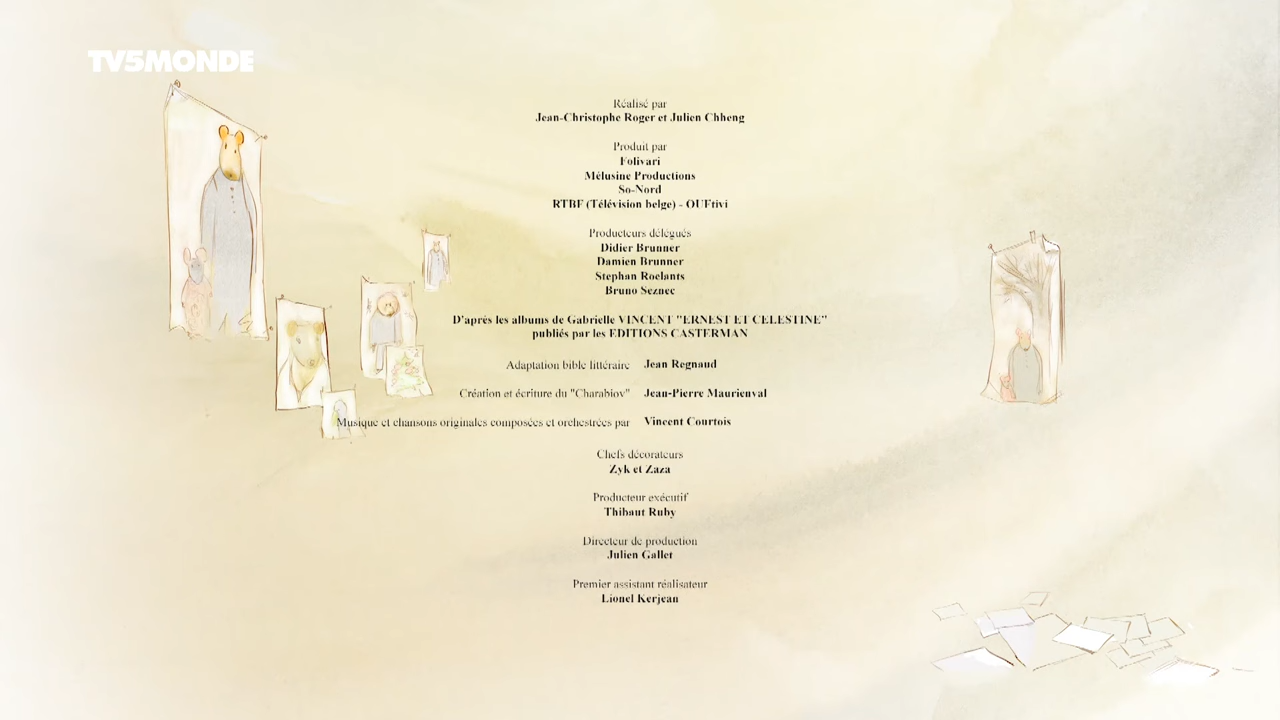 TV5MONDE
Réalisé par
Jean-Christophe Roger et Julien Chheng
Produit par
Folivari
Mélusine Productions
So-Nord
RTBF (Télévision belge) - OUFtivi
Producteurs délégués
Didier Brunner
Damien Brunner
Stephan Roelants
Bruno Seznec
D'après les albums de Gabrielle VINCENT "ERNEST ET CELESTINE"
publiés par les EDITIONS CASTERMAN
Adaptation bible littéraire Jean Regnaud
Création et écriture du "Charabiov" Jean-Pierre Maurienval
Musique et chansons originales composées et orchestrées par Vincent Courtois
Chefs décorateurs
Zyk et Zaza
Producteur exécutif
Thibaut Ruby
Directeur de production
Julien Gallet
Premier assistant réalisateur
Lionel Kerjean